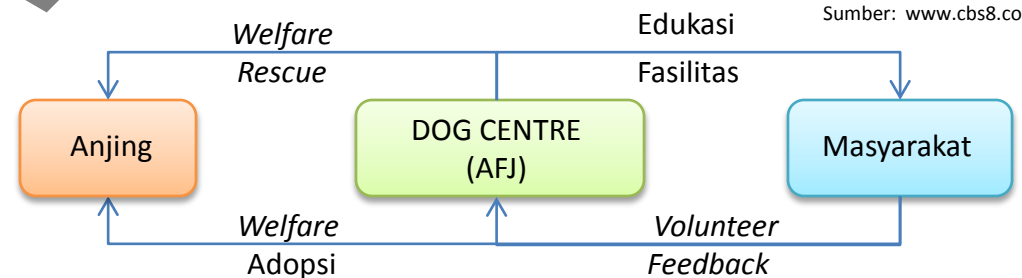 Sumber: www.cbs8.co
Welfare
Rescue
Edukasi
Fasilitas
Anjing
DOG CENTRE
(AFJ)
Masyarakat
Welfare
Adopsi
Volunteer
Feedback